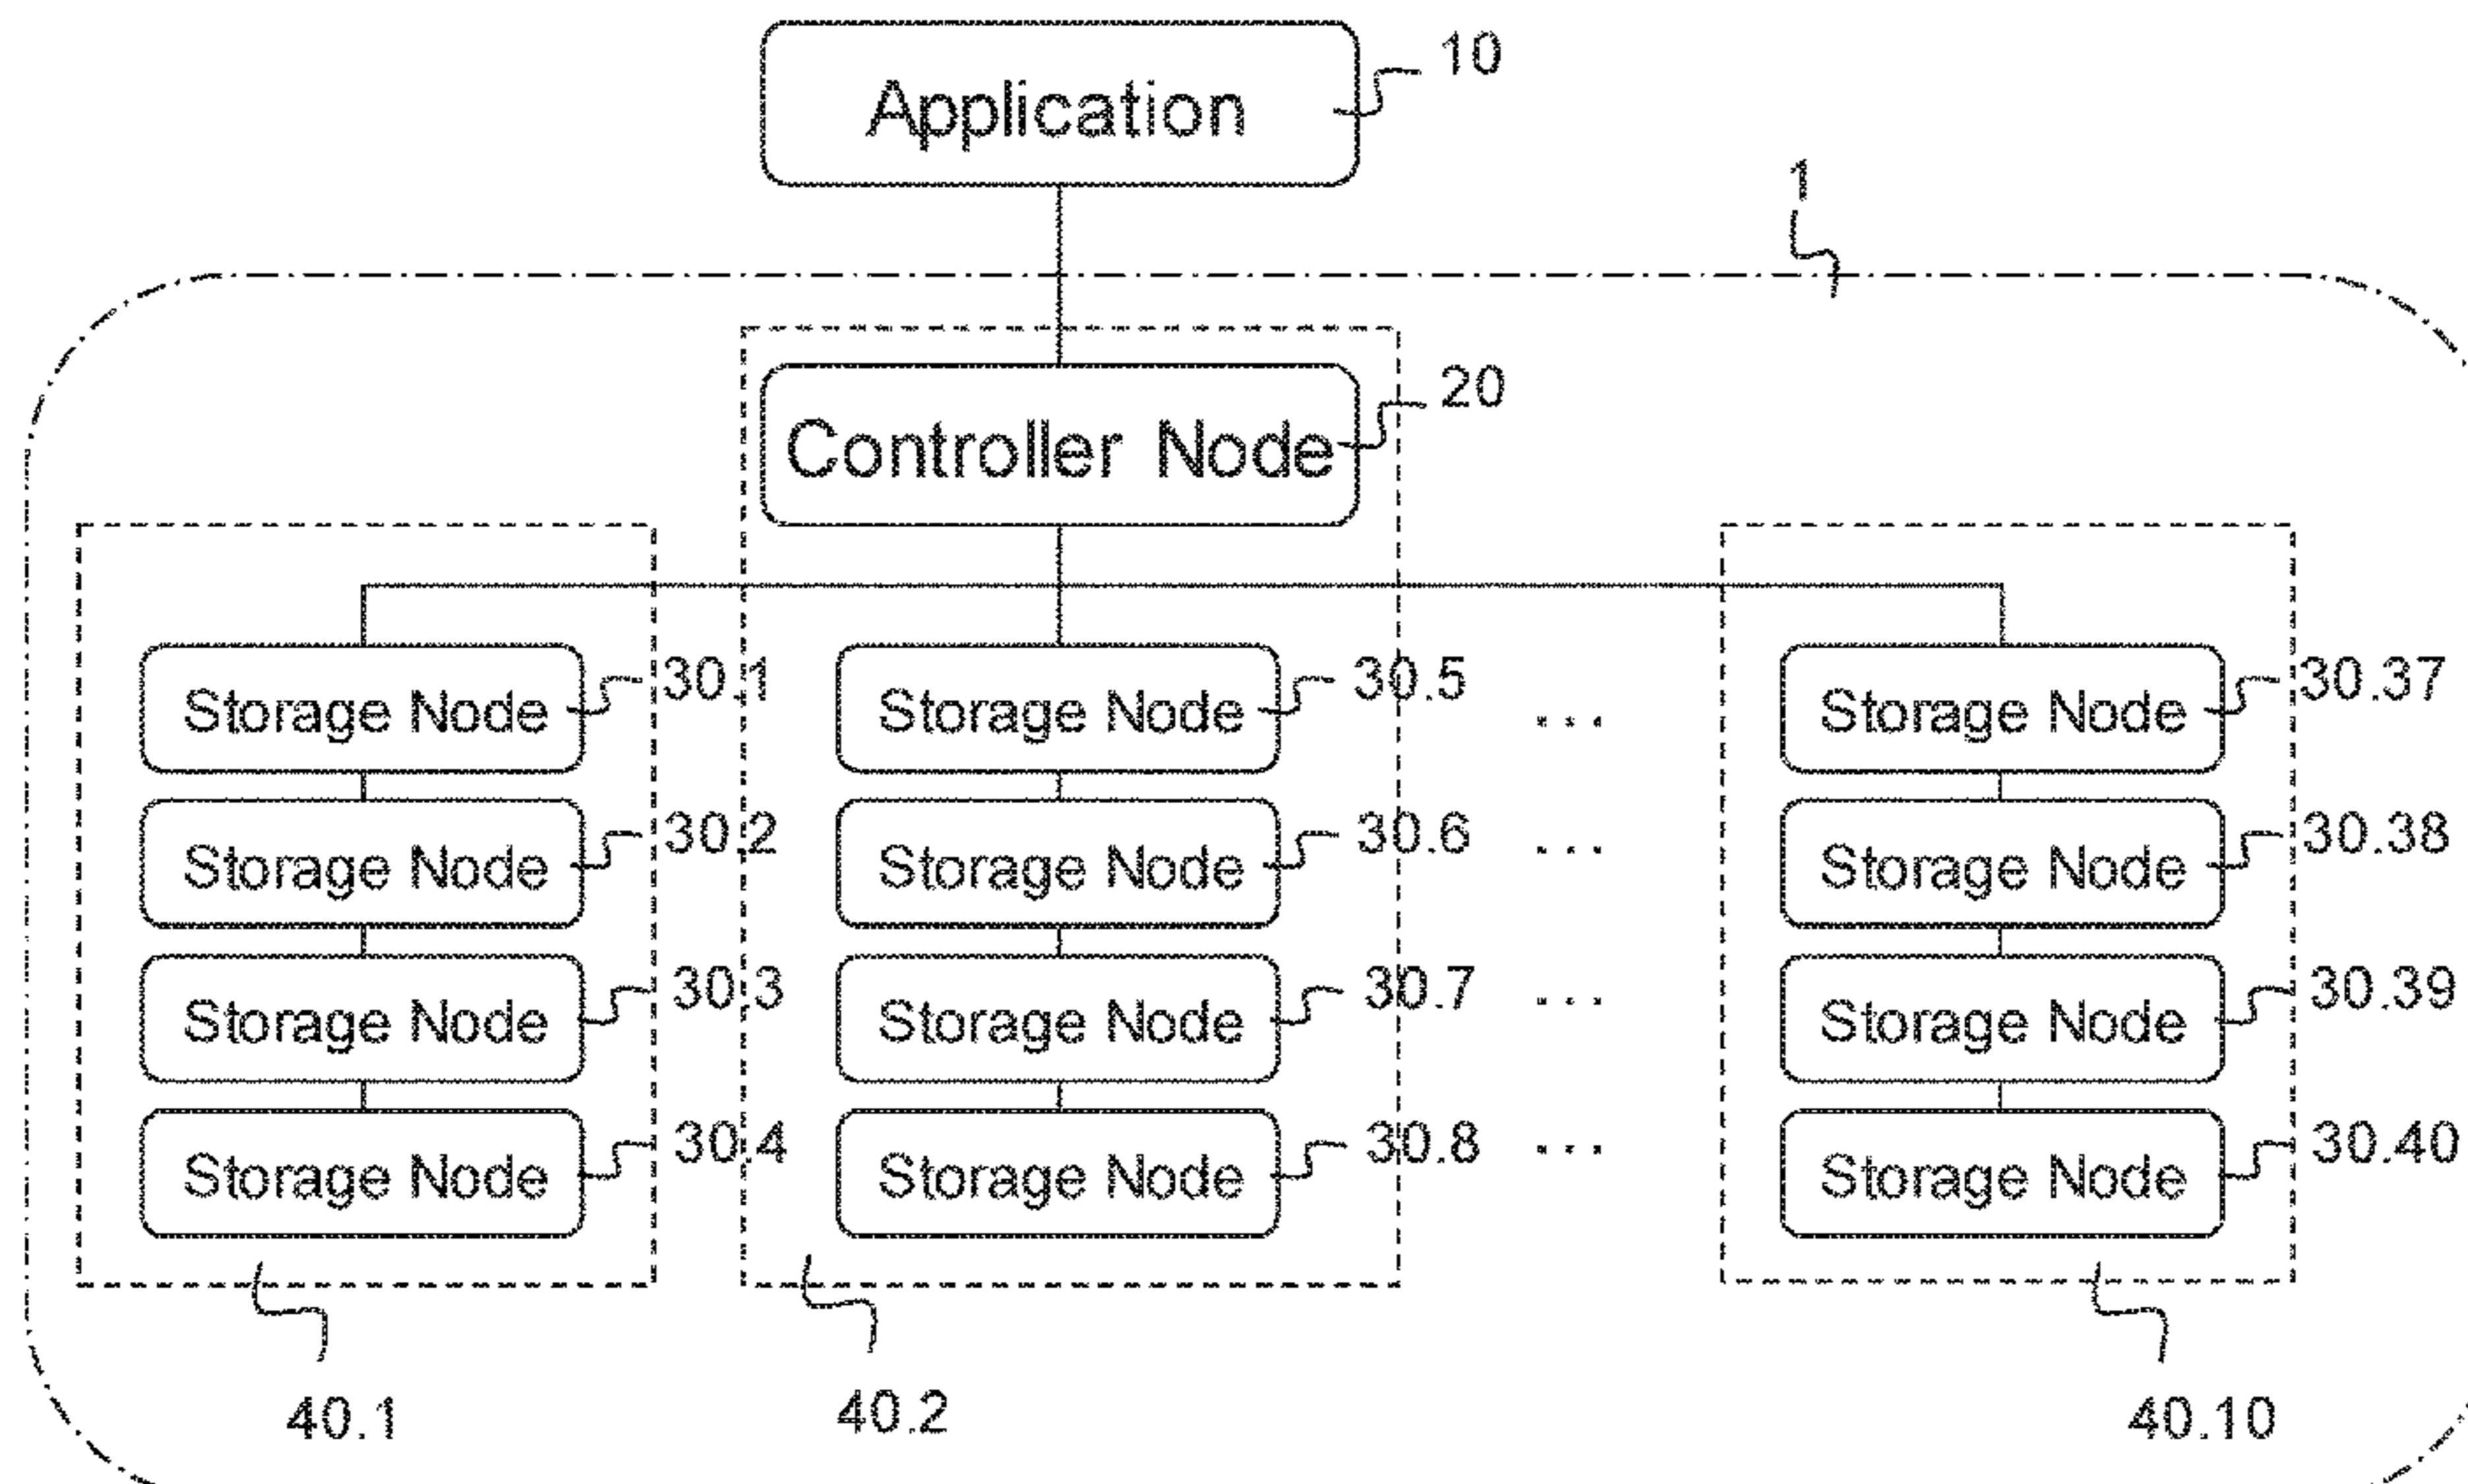 Application 10
1
Controller Node 20
Storage Node 30.1 Storage Node 30.5 ... Storage Node 30.37
Storage Node 30.2 Storage Node 30.6 ... Storage Node 30.38
Storage Node 30.3 Storage Node 30.7 ... Storage Node 30.39
Storage Node 30.4 Storage Node 30.8 ... Storage Node 30.40
40.1 40.2 40.10